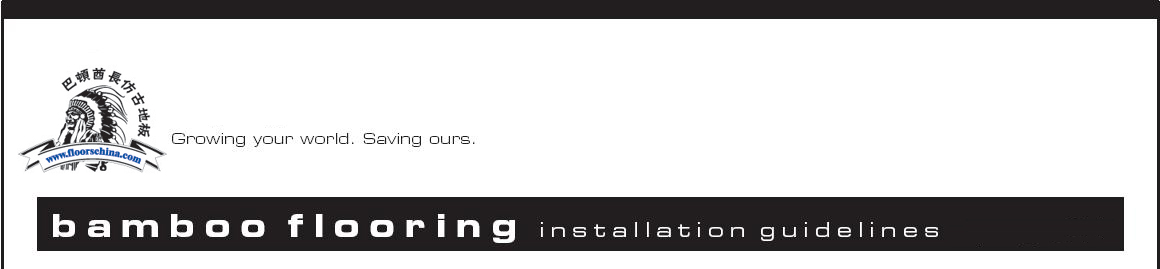 巴頓酋長仿古地板
www.floorschina.com
Growing your world. Saving ours.
bamboo flooring installation guidelines